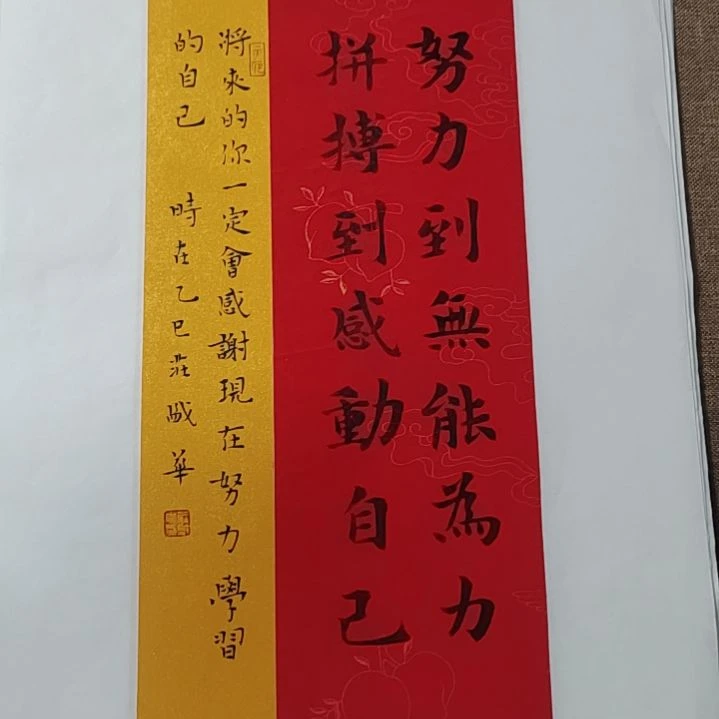 努力到無能為力
拼搏到感動自己
將來的你一定會感謝現在努力學習
的自己
時在乙巳莊
華